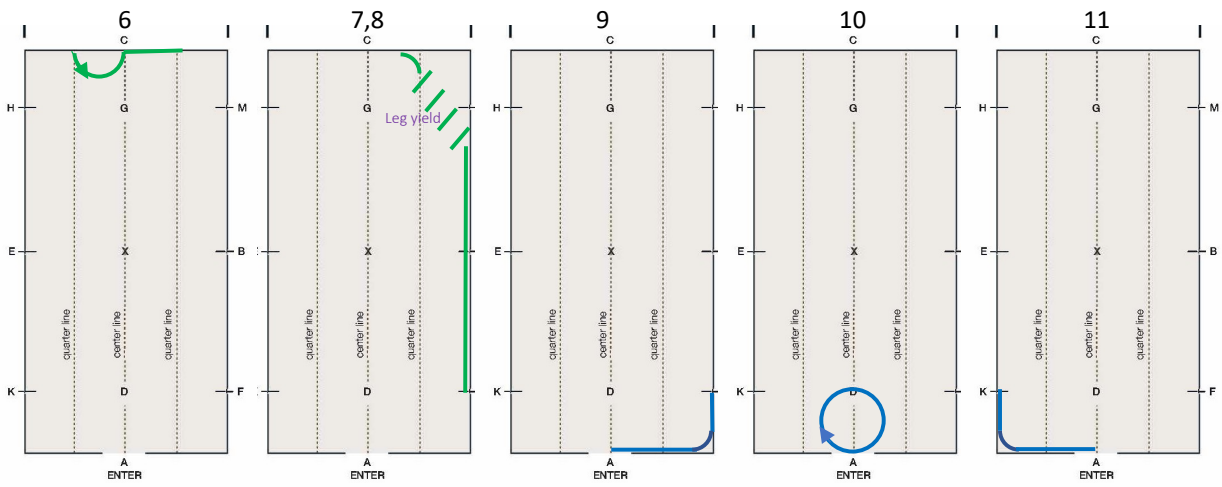 6
C
H G M
E X B
quarter line
center line
quarter line
K D F
A
ENTER
7,8
C
G
Leg yield
X
quarter line
center line
quarter line
D
A
ENTER
9
C
H G
E X
quarter line
center line
quarter line
K D
A
ENTER
10
C
H G
E X
quarter line
center line
quarter line
K D
A
ENTER
11
C
H G M
E X B
quarter line
center line
quarter line
K D F
A
ENTER